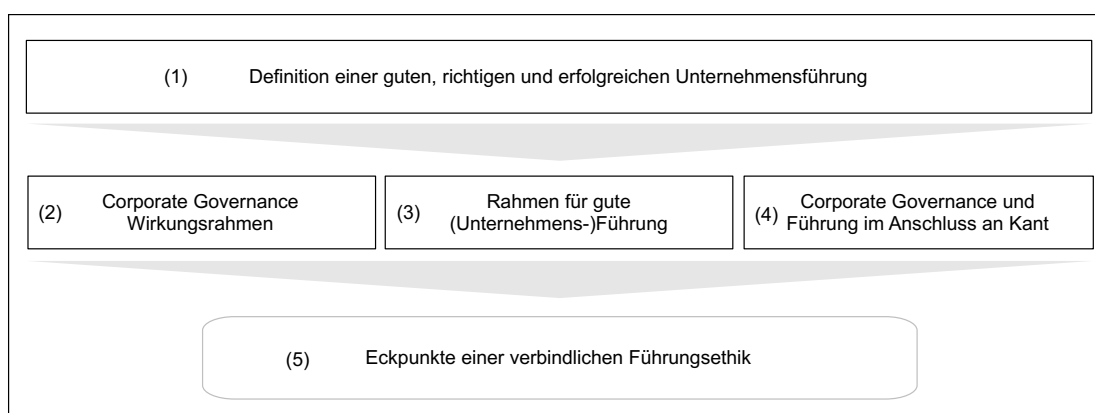 (1) Definition einer guten, richtigen und erfolgreichen Unternehmensführung
(2) Corporate Governance
Wirkungsrahmen
(3) Rahmen für gute
(Unternehmens-)Führung
(4) Corporate Governance und
Führung im Anschluss an Kant
(5) Eckpunkte einer verbindlichen Führungsethik